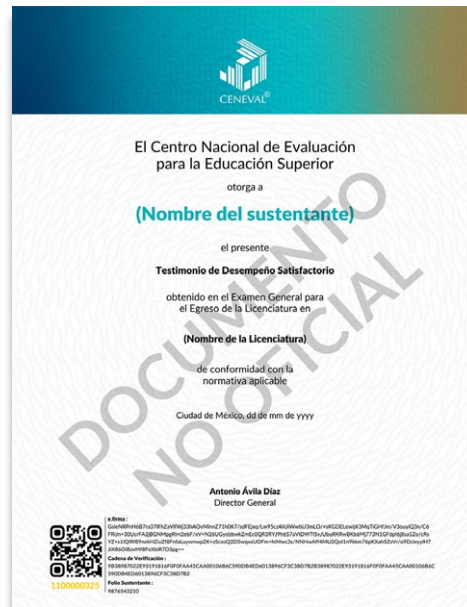 CENEVAL®
El Centro Nacional de Evaluación
para la Educación Superior
otorga a
(Nombre del sustentante)
el presente
Testimonio de Desempeño Satisfactorio
obtenido en el Examen General para
el Egreso de la Licenciatura en
(Nombre de la Licenciatura)
de conformidad con la
normativa aplicable
Ciudad de México, dd de mm de yyyy
DOCUMENTO
NO OFICIAL
Antonio Ávila Díaz
Director General
e.firma :
Cadena de Verificación :
Folio Sustentante :
9876543210
1100000325